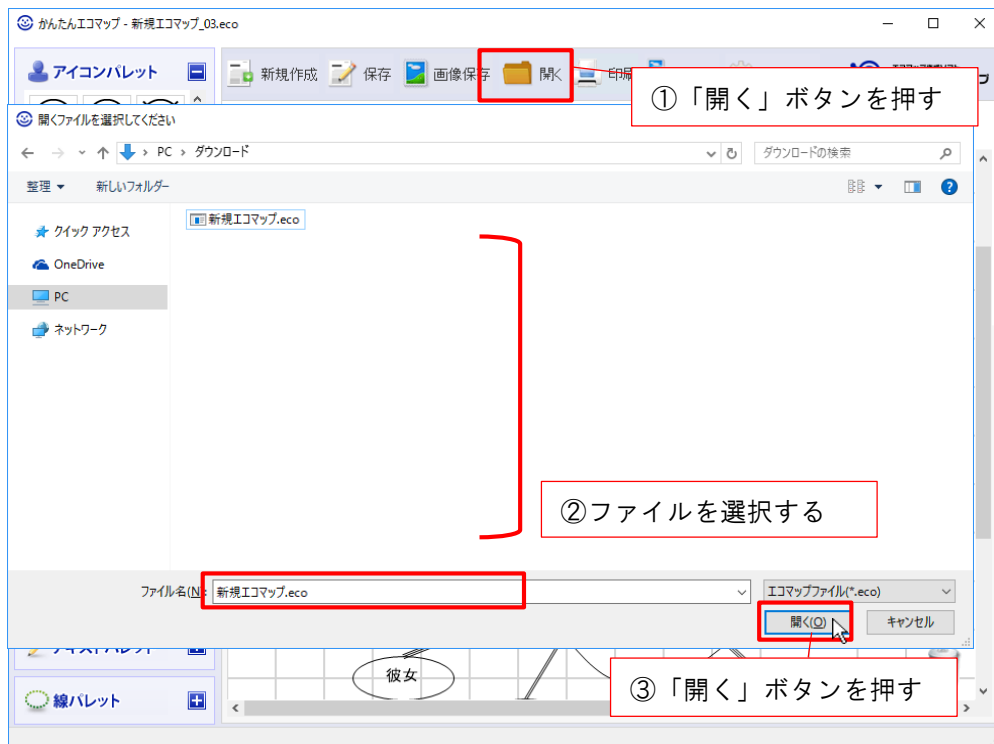 かんたんエコマップ - 新規エコマップ_03.eco
アイコンパレット
新規作成 保存 画像保存 開く
①「開く」ボタンを押す
開くファイルを選択してください
PC › ダウンロード
ダウンロードの検索
整理 新しいフォルダー
新規エコマップ.eco
クイック アクセス
OneDrive
PC
ネットワーク
②ファイルを選択する
ファイル名(N): 新規エコマップ.eco
エコマップファイル(*.eco)
開く(O) キャンセル
彼女
③「開く」ボタンを押す
線パレット